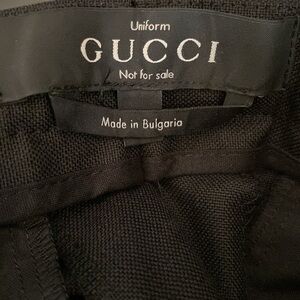 Uniform
GUCCI
Not for sale
Made in Bulgaria